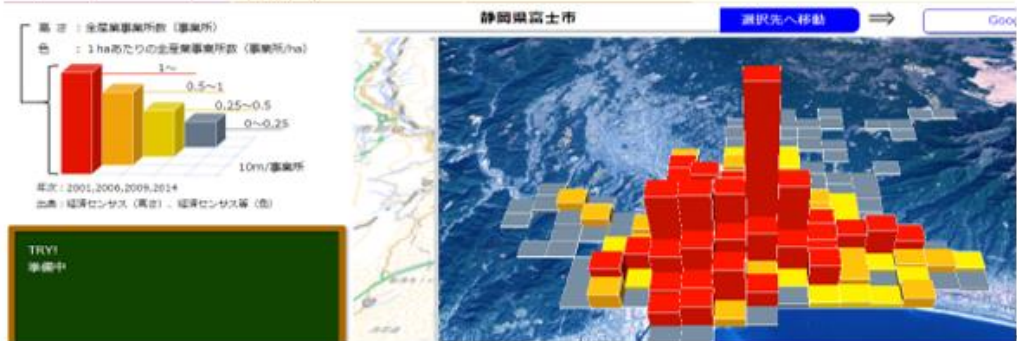 高さ：全産業事業所数（事業所）
色　：1haあたりの全産業事業所数（事業所/ha）
1～
0.5～1
0.25～0.5
0～0.25
10m/事業所
年次：2001,2006,2009,2014
出典：経済センサス（高さ）、経済センサス等（色）
TRY!
準備中
静岡県富士市
選択先へ移動
⇒
Goog